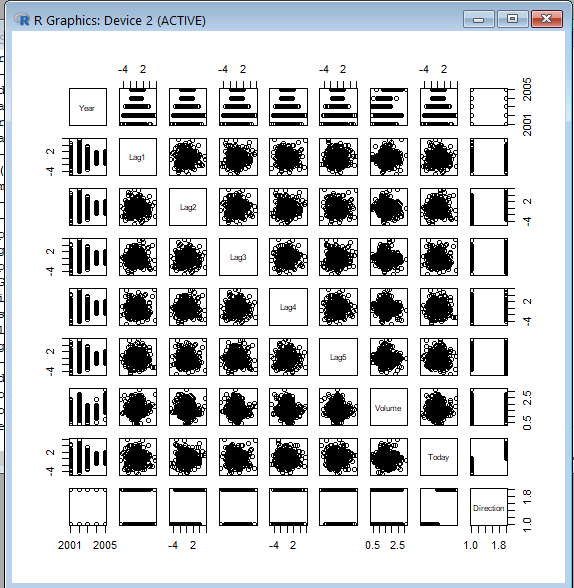 R Graphics: Device 2 (ACTIVE)
-4 2 -4 2 -4 2 -4 2
Year 2001 2005
-4 2 Lag1
Lag2 -4 2
-4 2 Lag3
Lag4 -4 2
-4 2 Lag5
Volume 0.5 2.5
-4 2 Today
Direction 1.0 1.8
2001 2005 -4 2 -4 2 0.5 2.5 1.0 1.8